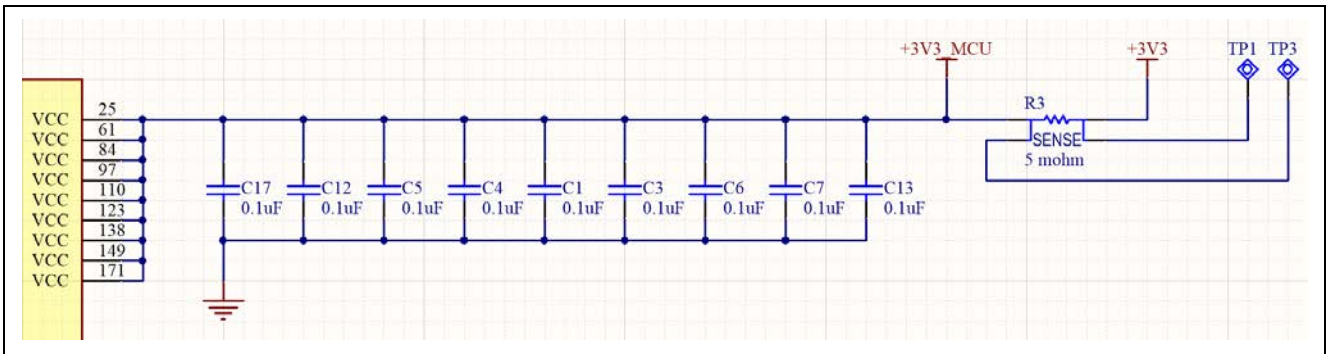 +3V3_MCU
+3V3
TP1 TP3
R3
SENSE
5 mohm
VCC 25
VCC 61
VCC 84
VCC 97
VCC 110
VCC 123
VCC 138
VCC 149
VCC 171
C17 C12 C5 C4 C1 C3 C6 C7 C13
0.1uF 0.1uF 0.1uF 0.1uF 0.1uF 0.1uF 0.1uF 0.1uF 0.1uF